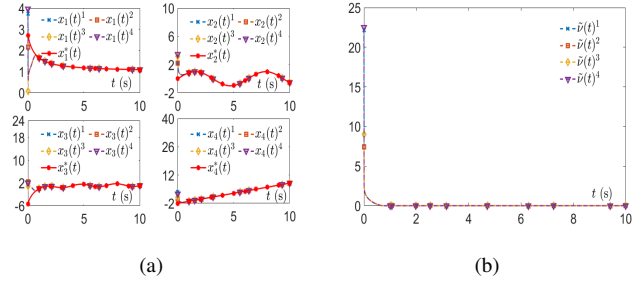 4
3
2
1
0
0 5 10
x₁(t)¹ x₁(t)²
x₁(t)³ x₁(t)⁴
x₁*(t)
t (s)
10
6
2
-2
0 5 10
x₂(t)¹ x₂(t)²
x₂(t)³ x₂(t)⁴
x₂*(t)
t (s)
24
18
12
2
-6
0 5 10
x₃(t)¹ x₃(t)²
x₃(t)³ x₃(t)⁴
x₃*(t)
t (s)
34
22
10
-2
0 5 10
x₄(t)¹ x₄(t)²
x₄(t)³ x₄(t)⁴
x₄*(t)
t (s)
(a)
25
20
15
10
5
0
0 2 4 6 8 10
ν̃(t)¹
ν̃(t)²
ν̃(t)³
ν̃(t)⁴
t (s)
(b)